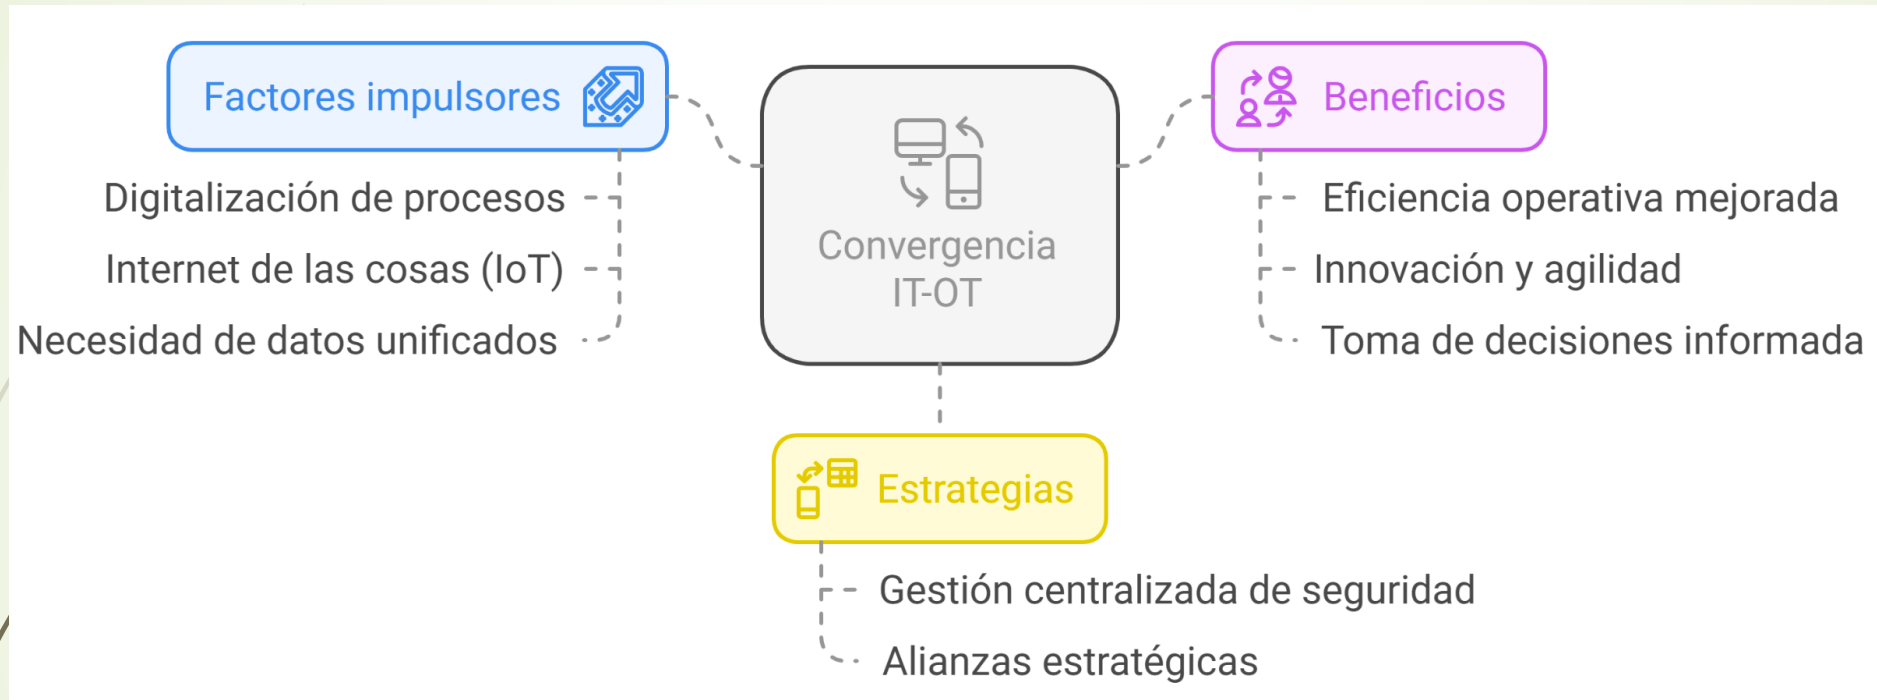 Factores impulsores
Digitalización de procesos
Internet de las cosas (IoT)
Necesidad de datos unificados
Convergencia
IT-OT
Beneficios
Eficiencia operativa mejorada
Innovación y agilidad
Toma de decisiones informada
Estrategias
Gestión centralizada de seguridad
Alianzas estratégicas